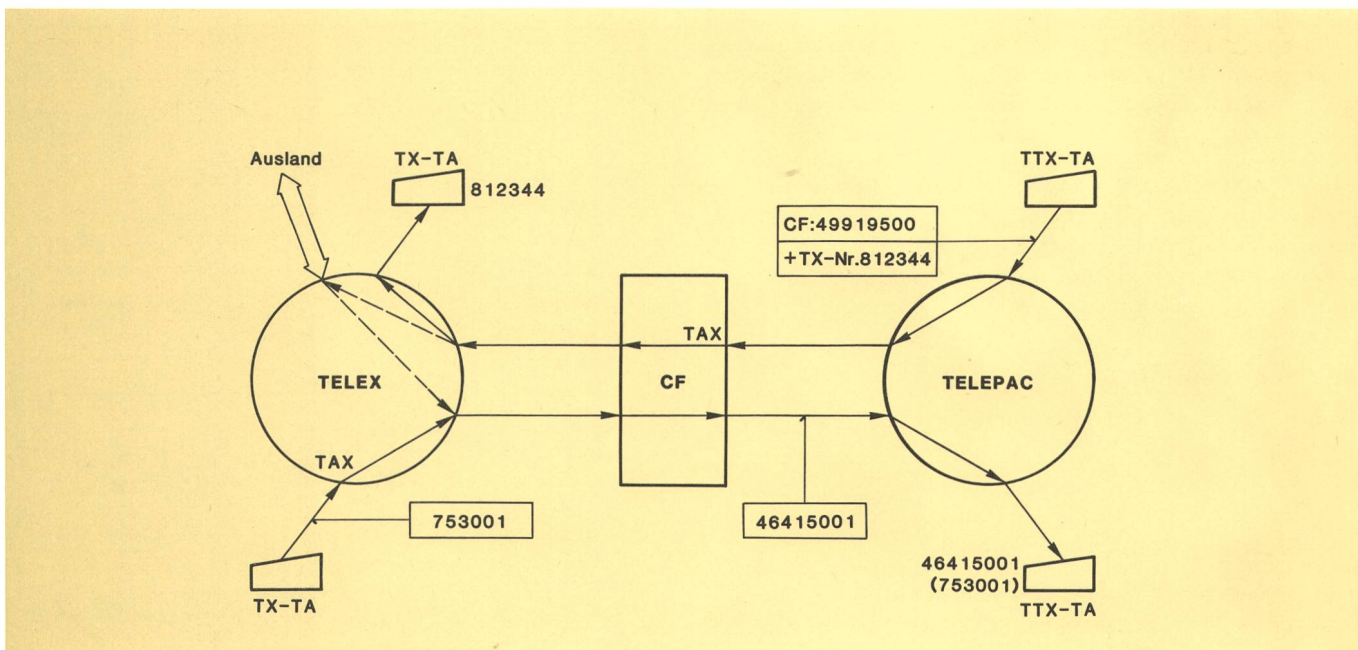 Ausland
TX-TA
812344
TTX-TA
CF:49919500
+TX-Nr.812344
TAX
TELEX
CF
TELEPAC
TAX
753001
46415001
46415001
(753001)
TX-TA
TTX-TA